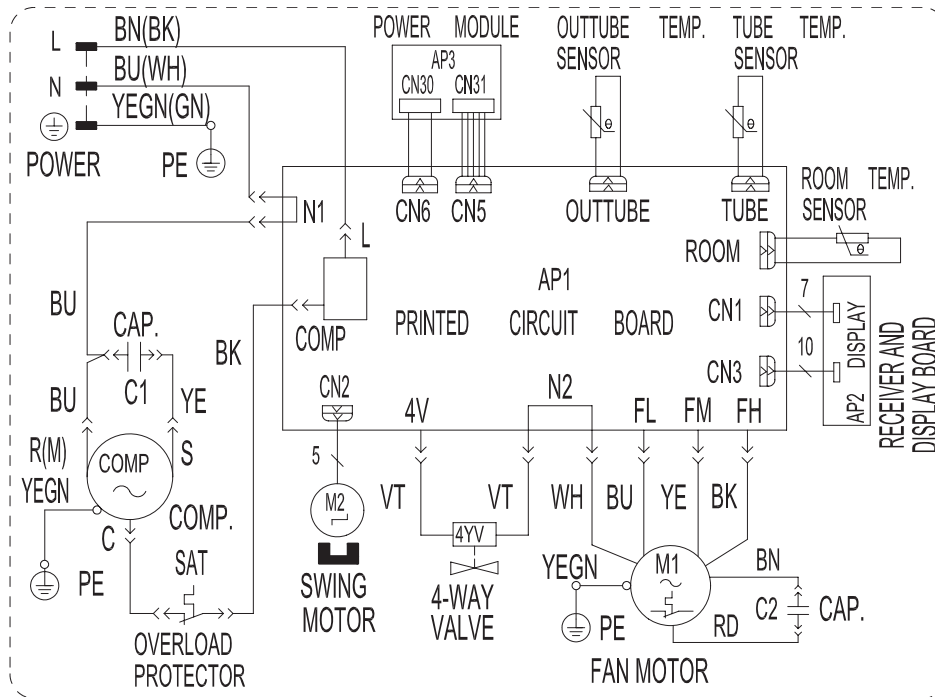 L
BN(BK)
N
BU(WH)
YEGN(GN)
POWER
PE
POWER MODULE
AP3
CN30 CN31
OUTTUBE TEMP.
SENSOR
TUBE TEMP.
SENSOR
ROOM TEMP.
SENSOR
θ
θ
θ
N1
L
CN6 CN5
OUTTUBE
TUBE
ROOM
AP1
PRINTED CIRCUIT BOARD
COMP
CN1
7
CN3
10
DISPLAY
AP2
RECEIVER AND
DISPLAY BOARD
BU
CAP.
C1
BU
YE
BK
R(M)
YEGN
COMP
S
COMP.
C
PE
SAT
OVERLOAD
PROTECTOR
CN2
5
M2
SWING
MOTOR
4V
N2
FL FM FH
VT
VT
WH
BU
YE
BK
4YV
4-WAY
VALVE
YEGN
PE
M1
BN
RD
C2
CAP.
FAN MOTOR